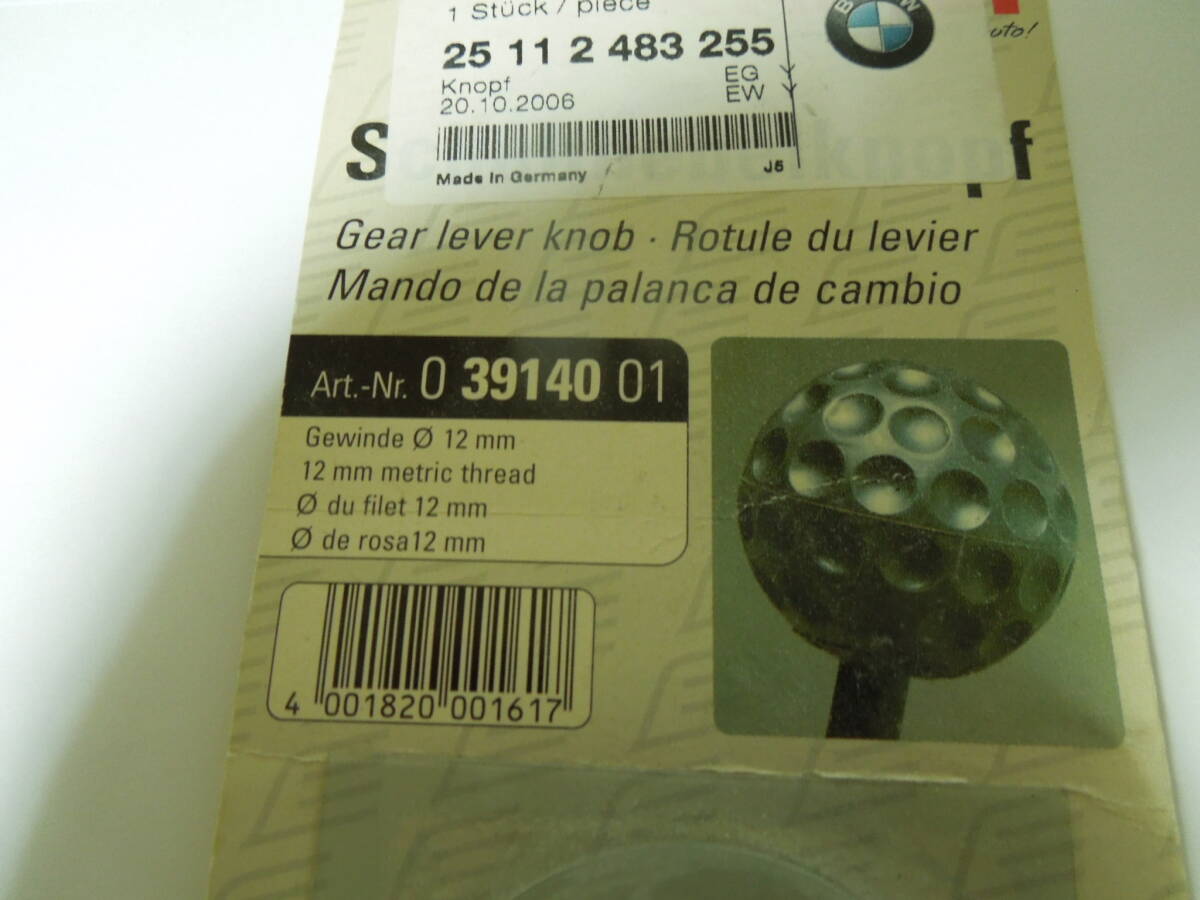 1 Stück / piece
25 11 2 483 255
Knopf EG
20.10.2006 EW
BMW
uto!
Made in Germany J5
Gear lever knob · Rotule du levier
Mando de la palanca de cambio
Art.-Nr. 0 39140 01
Gewinde Ø 12 mm
12 mm metric thread
Ø du filet 12 mm
Ø de rosa12 mm
4 001820 001617